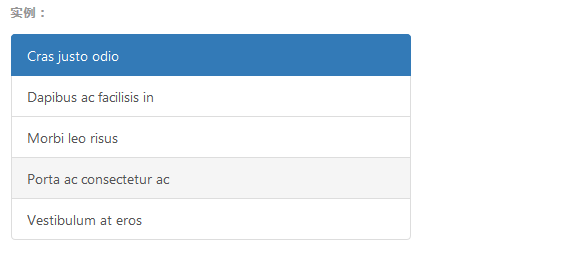 实例：
Cras justo odio
Dapibus ac facilisis in
Morbi leo risus
Porta ac consectetur ac
Vestibulum at eros